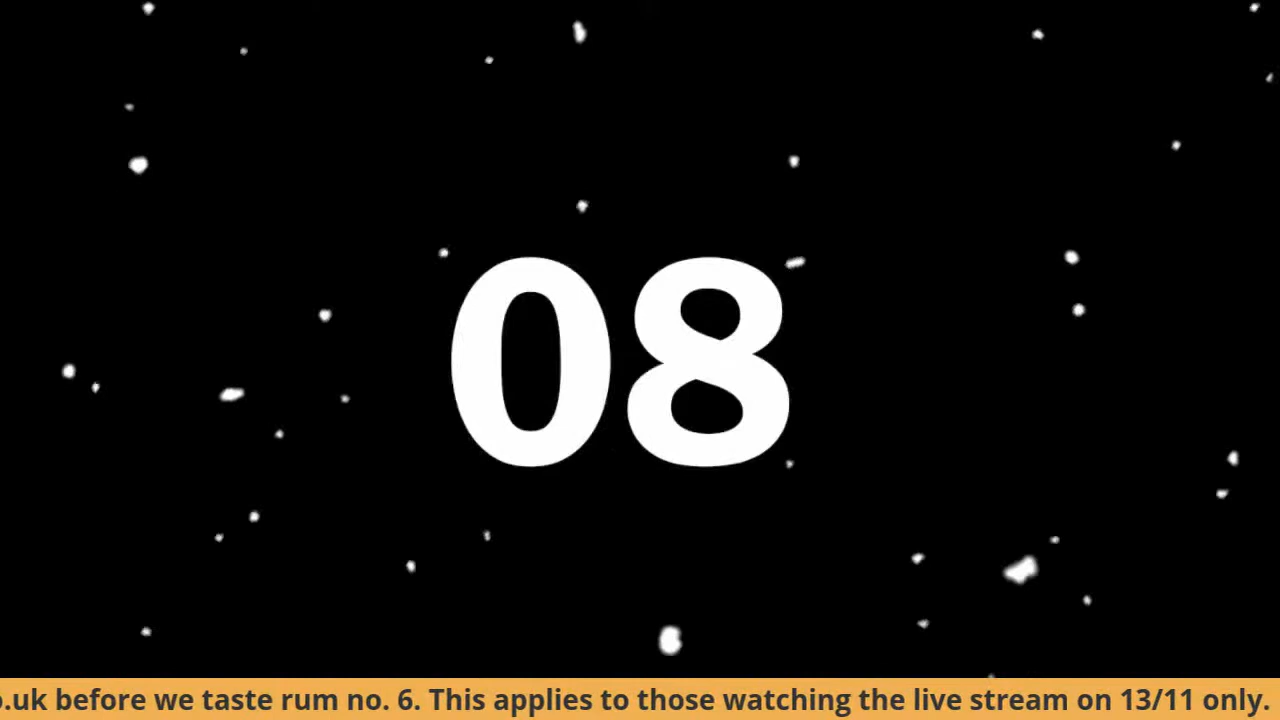 08
.uk before we taste rum no. 6. This applies to those watching the live stream on 13/11 only.